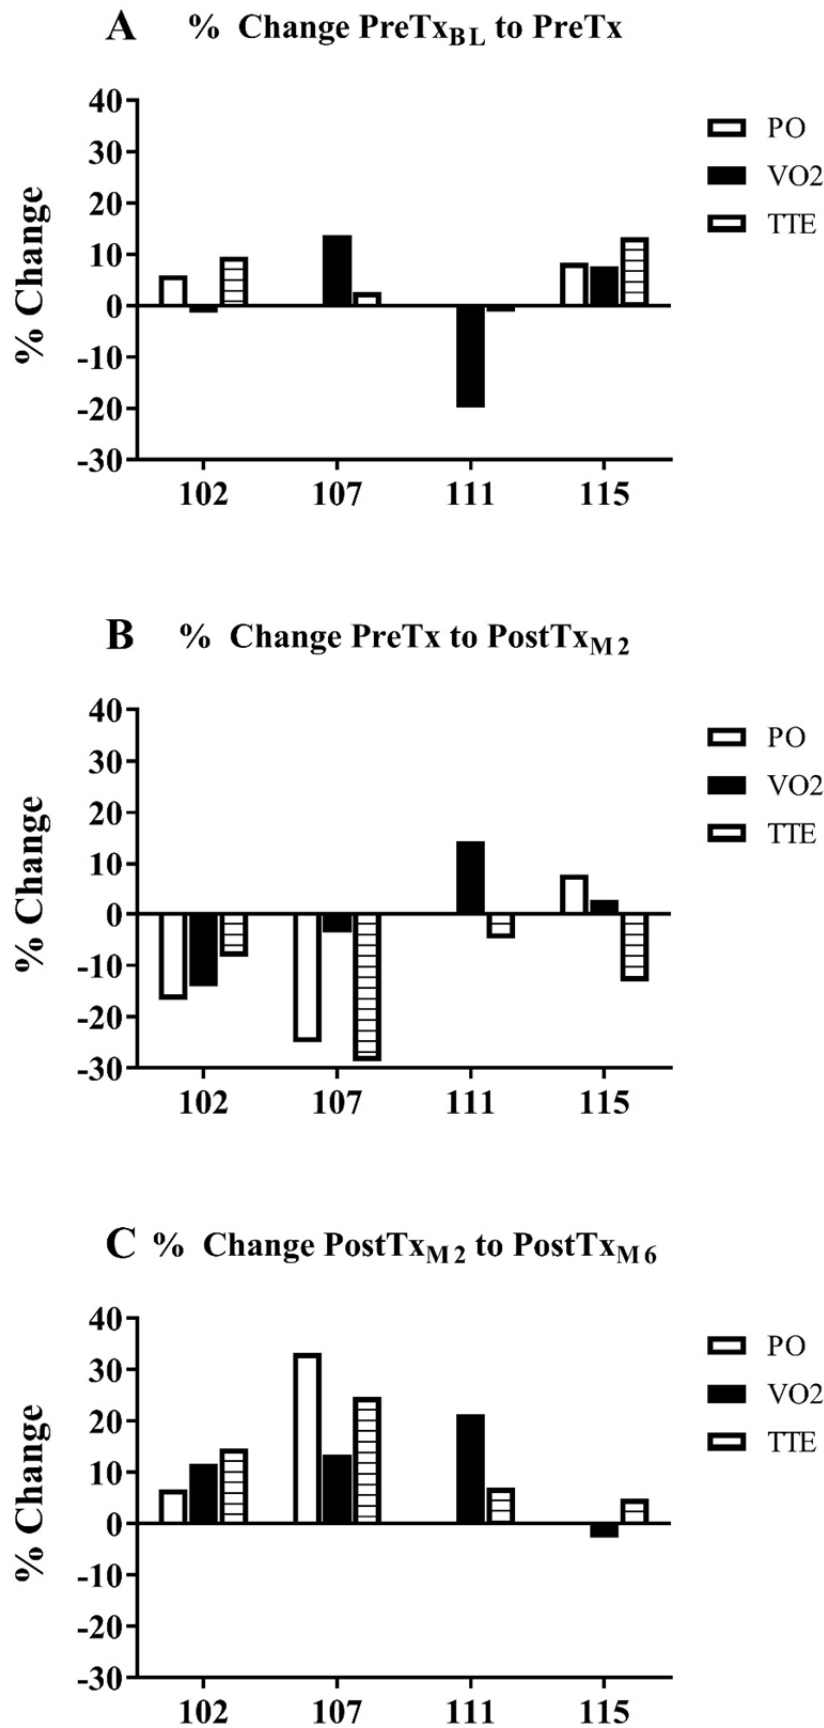 A % Change PreTxBL to PreTx
40
30
20
10
0
-10
-20
-30
% Change
102 107 111 115
PO
VO2
TTE
B % Change PreTx to PostTxM2
40
30
20
10
0
-10
-20
-30
% Change
102 107 111 115
PO
VO2
TTE
C % Change PostTxM2 to PostTxM6
40
30
20
10
0
-10
-20
-30
% Change
102 107 111 115
PO
VO2
TTE